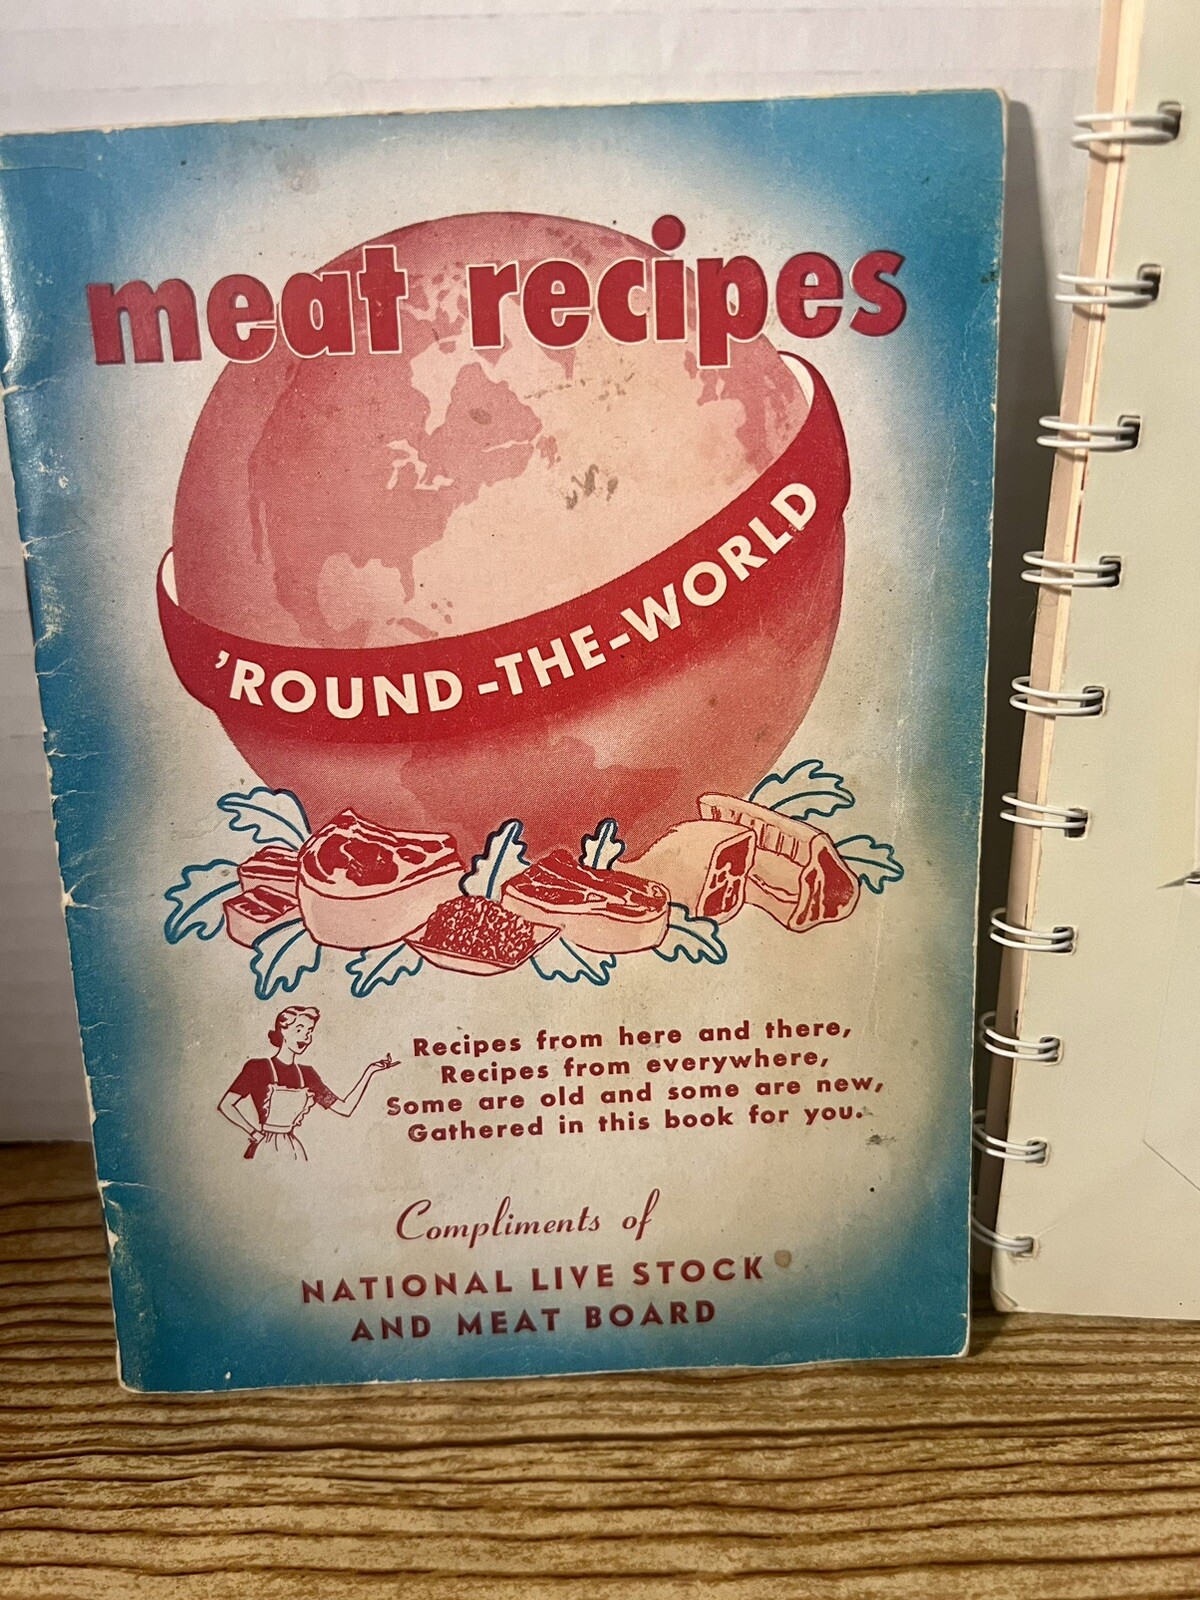 meat recipes
'ROUND-THE-WORLD
Recipes from here and there,
Recipes from everywhere,
Some are old and some are new,
Gathered in this book for you.
Compliments of
NATIONAL LIVE STOCK
AND MEAT BOARD